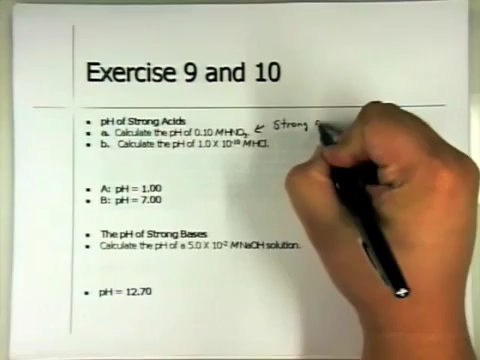 Exercise 9 and 10
• pH of Strong Acids
• a. Calculate the pH of 0.10 M HNO₃. ← Strong
• b. Calculate the pH of 1.0 X 10⁻¹⁰ M HCl.
• A: pH = 1.00
• B: pH = 7.00
• The pH of Strong Bases
• Calculate the pH of a 5.0 X 10⁻² M NaOH solution.
• pH = 12.70